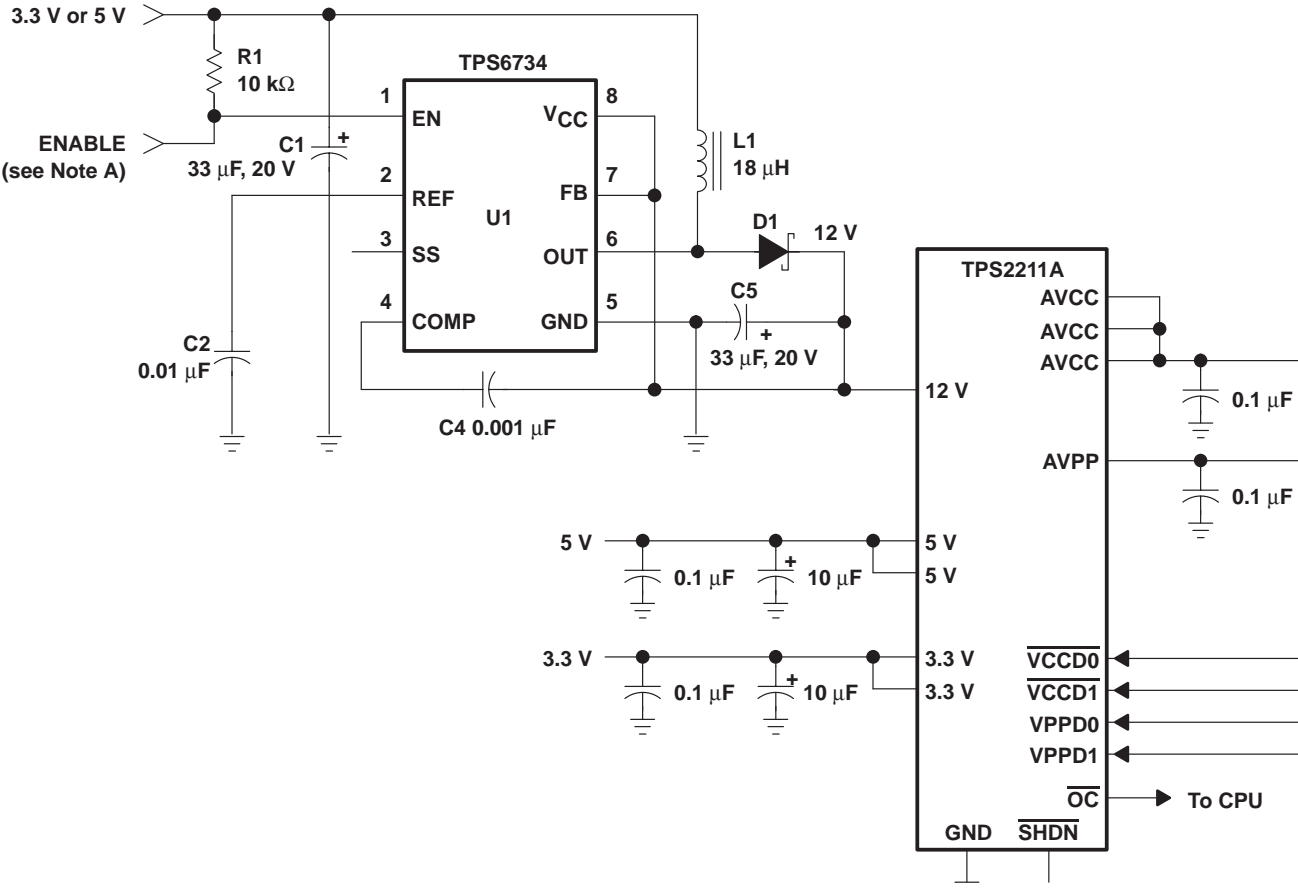 3.3 V or 5 V
R1
10 kΩ
ENABLE
(see Note A)
C1
+
33 μF, 20 V
TPS6734
1
EN
2
REF
3
SS
4
COMP
U1
8
VCC
7
FB
6
OUT
5
GND
L1
18 μH
D1
12 V
C5
+
33 μF, 20 V
C2
0.01 μF
C4 0.001 μF
TPS2211A
AVCC
AVCC
AVCC
0.1 μF
12 V
AVPP
0.1 μF
5 V
0.1 μF
+
10 μF
5 V
5 V
3.3 V
0.1 μF
+
10 μF
3.3 V
3.3 V
VCCD0
VCCD1
VPPD0
VPPD1
OC
To CPU
GND
SHDN